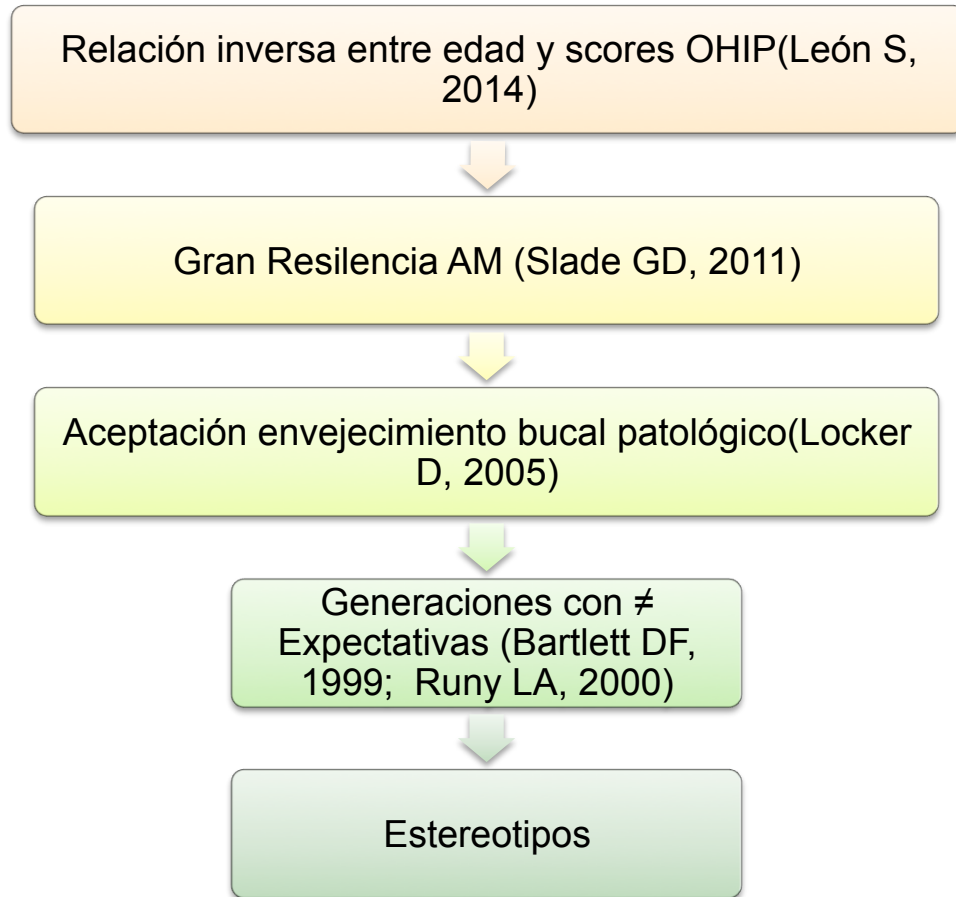 Relación inversa entre edad y scores OHIP(León S,
2014)
Gran Resilencia AM (Slade GD, 2011)
Aceptación envejecimiento bucal patológico(Locker
D, 2005)
Generaciones con ≠
Expectativas (Bartlett DF,
1999;  Runy LA, 2000)
Estereotipos